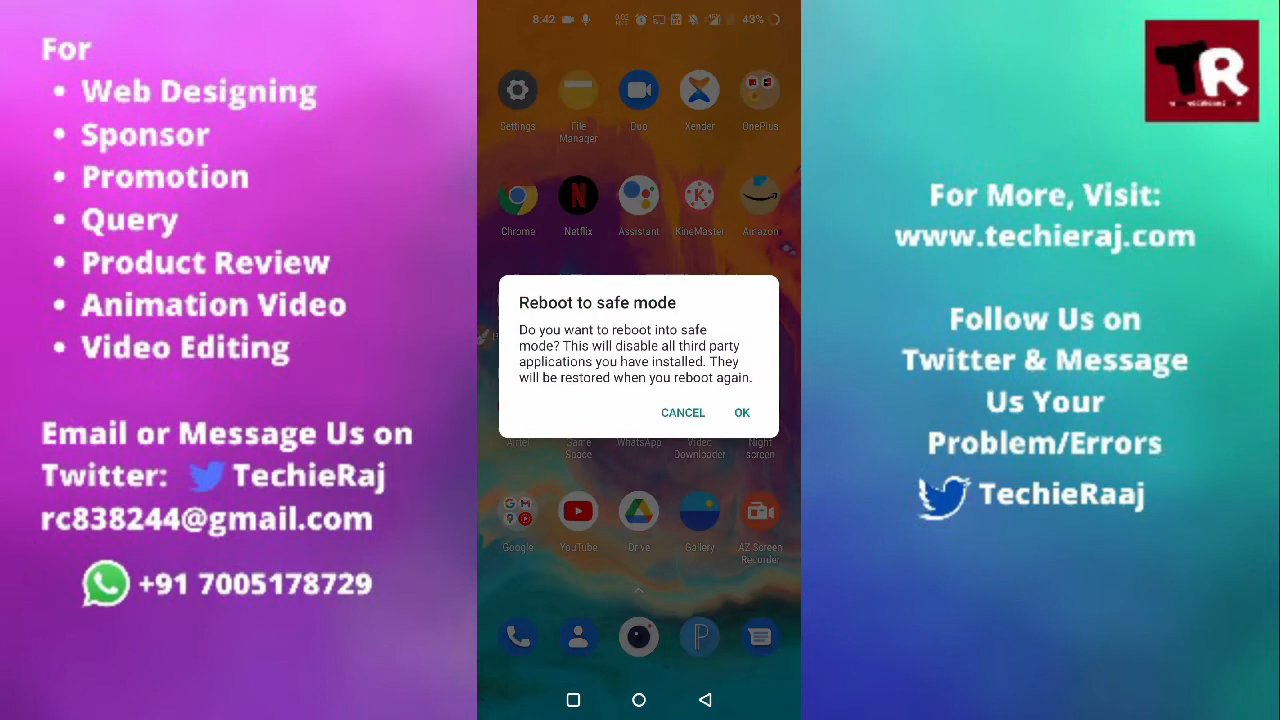 For
• Web Designing
• Sponsor
• Promotion
• Query
• Product Review
• Animation Video
• Video Editing
Email or Message Us on
Twitter: TechieRaj
rc838244@gmail.com
+91 7005178729
8:42
43%
Settings
File Manager
Duo
Xender
OnePlus
Chrome
Netflix
Assistant
KineMaster
Amazon
Reboot to safe mode
Do you want to reboot into safe
mode? This will disable all third party
applications you have installed. They
will be restored when you reboot again.
CANCEL OK
Airtel
Game Space
WhatsApp
Video Downloader
Night screen
Google
YouTube
Drive
Gallery
AZ Screen Recorder
TR
For More, Visit:
www.techieraj.com
Follow Us on
Twitter & Message
Us Your
Problem/Errors
TechieRaaj